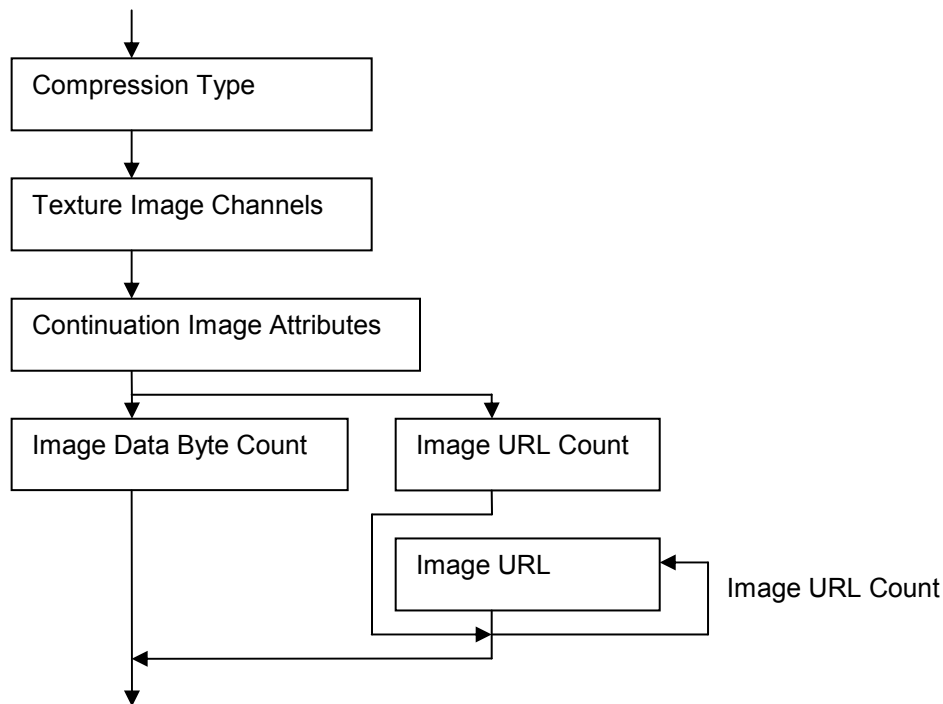 Compression Type
Texture Image Channels
Continuation Image Attributes
Image Data Byte Count
Image URL Count
Image URL
Image URL Count